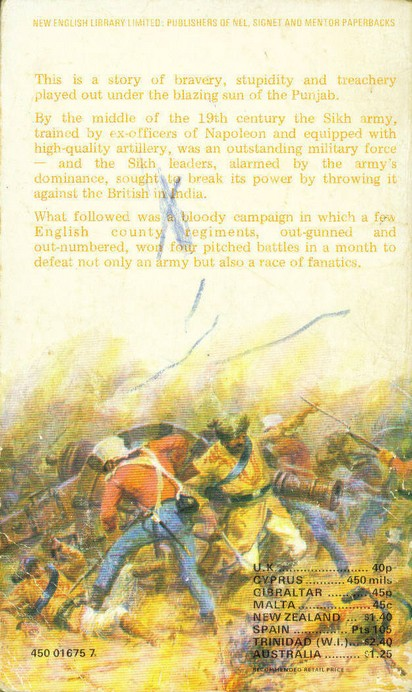 NEW ENGLISH LIBRARY LIMITED: PUBLISHERS OF NEL, SIGNET AND MENTOR PAPERBACKS
This is a story of bravery, stupidity and treachery
played out under the blazing sun of the Punjab.
By the middle of the 19th century the Sikh army,
trained by ex-officers of Napoleon and equipped with
high-quality artillery, was an outstanding military force
— and the Sikh leaders, alarmed by the army's
dominance, sought to break its power by throwing it
against the British in India.
What followed was a bloody campaign in which a few
English county regiments, out-gunned and
out-numbered, won four pitched battles in a month to
defeat not only an army but also a race of fanatics.
U.K. ........................ 40p
CYPRUS ........... 450 mils
GIBRALTAR ........... 45p
MALTA ................... 45c
NEW ZEALAND ... $1.40
SPAIN .............. Pts 105
TRINIDAD (W.I.)... $2.40
AUSTRALIA .......... $1.25
RECOMMENDED RETAIL PRICE
450 01675 7